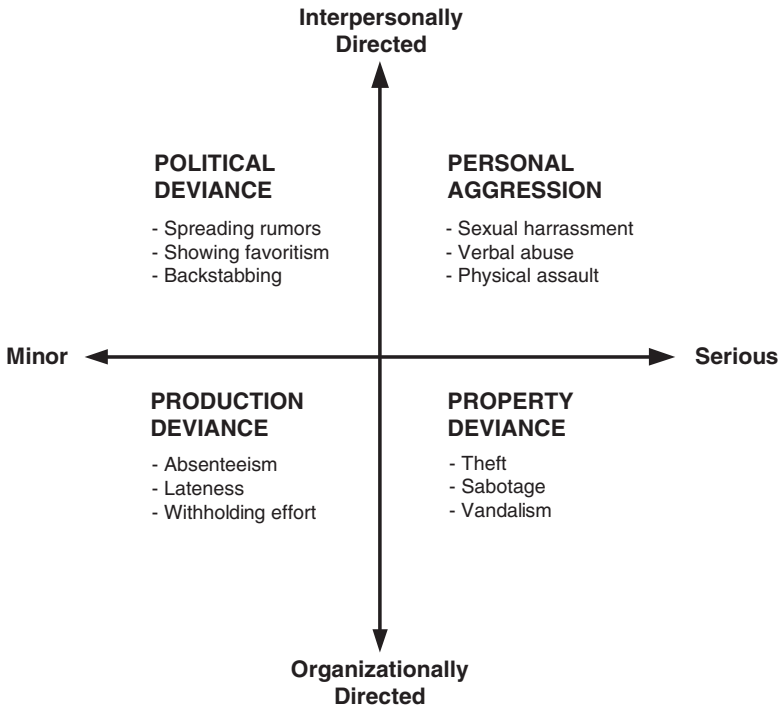 Interpersonally
Directed
POLITICAL
DEVIANCE
- Spreading rumors
- Showing favoritism
- Backstabbing
PERSONAL
AGGRESSION
- Sexual harrassment
- Verbal abuse
- Physical assault
Minor
Serious
PRODUCTION
DEVIANCE
- Absenteeism
- Lateness
- Withholding effort
PROPERTY
DEVIANCE
- Theft
- Sabotage
- Vandalism
Organizationally
Directed